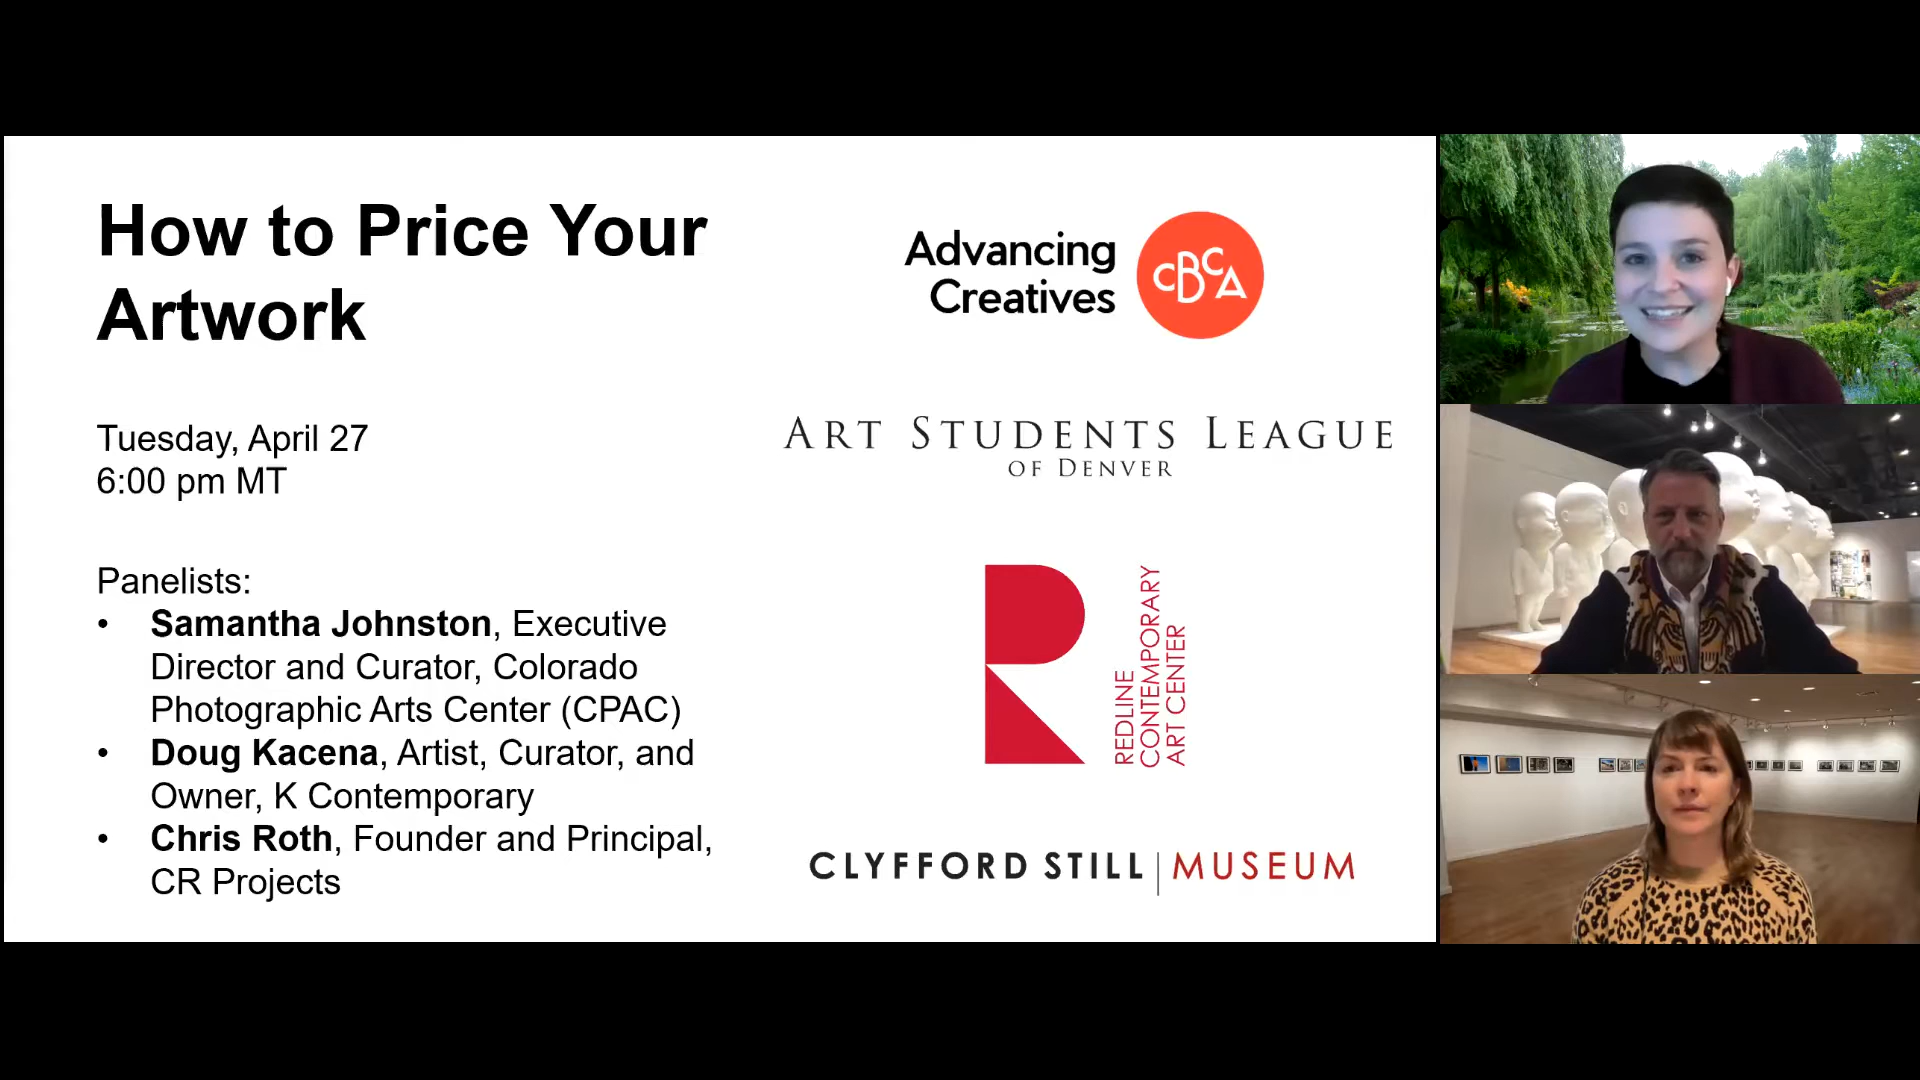 How to Price Your
Artwork
Tuesday, April 27
6:00 pm MT
Panelists:
• Samantha Johnston, Executive
Director and Curator, Colorado
Photographic Arts Center (CPAC)
• Doug Kacena, Artist, Curator, and
Owner, K Contemporary
• Chris Roth, Founder and Principal,
CR Projects
Advancing
Creatives
CBCA
ART STUDENTS LEAGUE
OF DENVER
REDLINE
CONTEMPORARY
ART CENTER
CLYFFORD STILL | MUSEUM